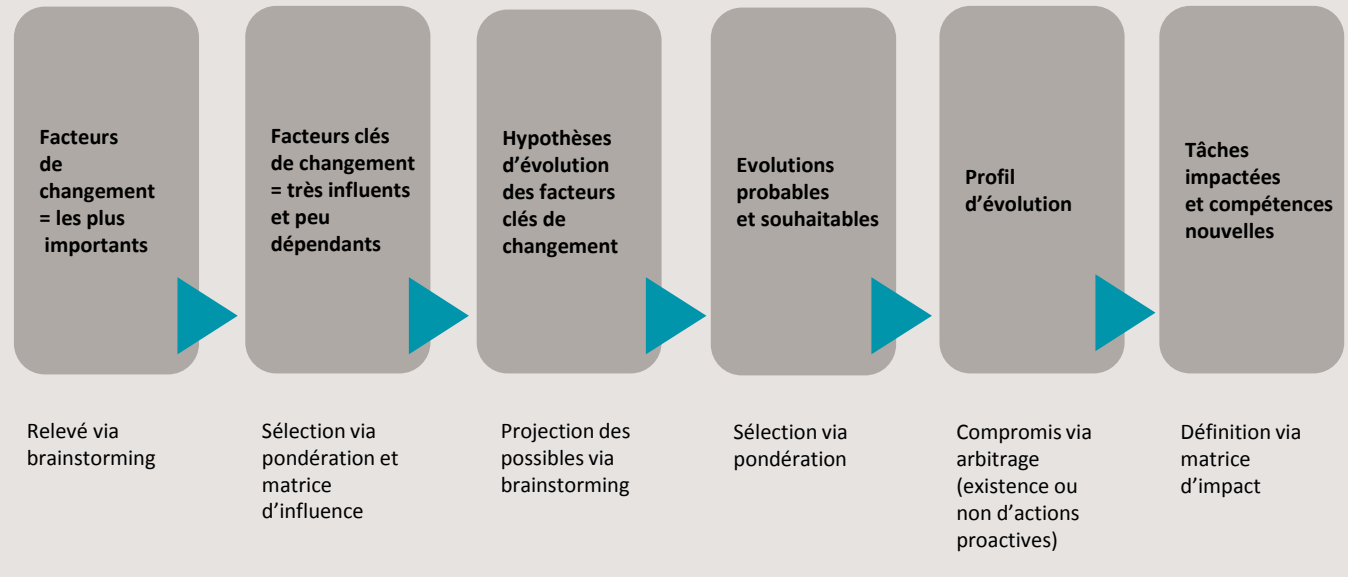 Facteurs
de
changement
= les plus
importants
Facteurs clés
de changement
= très influents
et peu
dépendants
Hypothèses
d’évolution
des facteurs
clés de
changement
Evolutions
probables
et souhaitables
Profil
d’évolution
Tâches
impactées
et compétences
nouvelles
Relevé via
brainstorming
Sélection via
pondération et
matrice
d’influence
Projection des
possibles via
brainstorming
Sélection via
pondération
Compromis via
arbitrage
(existence ou
non d’actions
proactives)
Définition via
matrice
d’impact